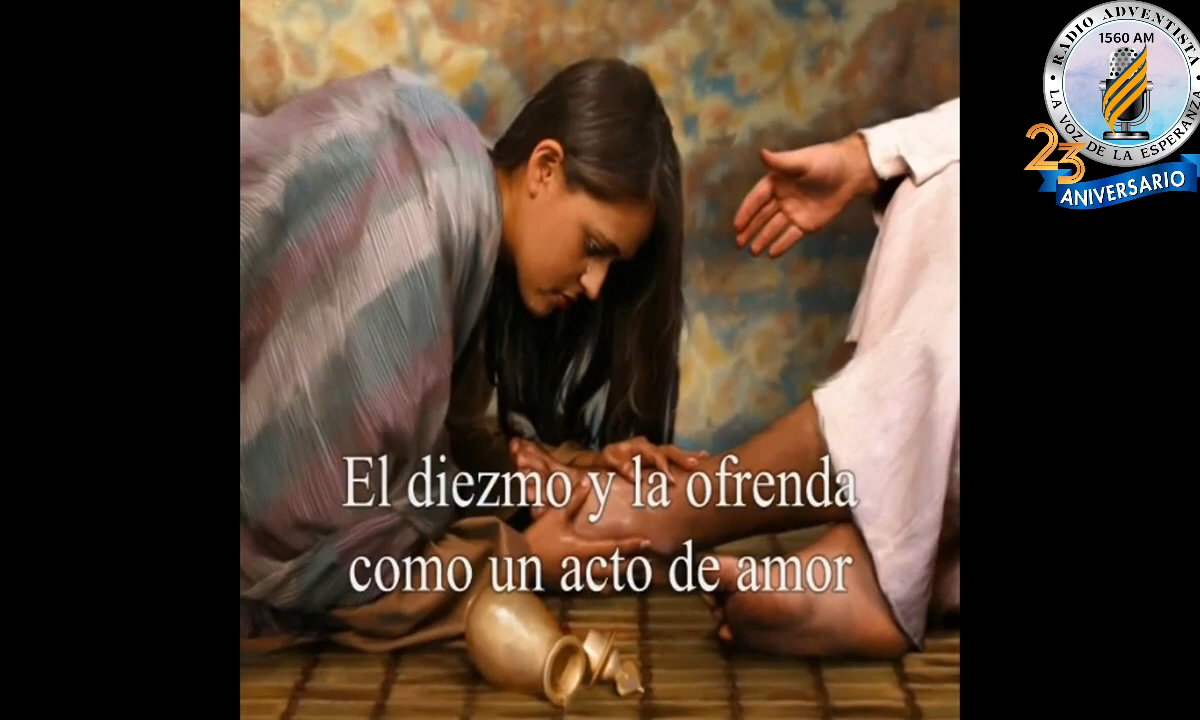 RADIO ADVENTISTA
1560 AM
LA VOZ DE LA ESPERANZA
23
ANIVERSARIO
El diezmo y la ofrenda
como un acto de amor